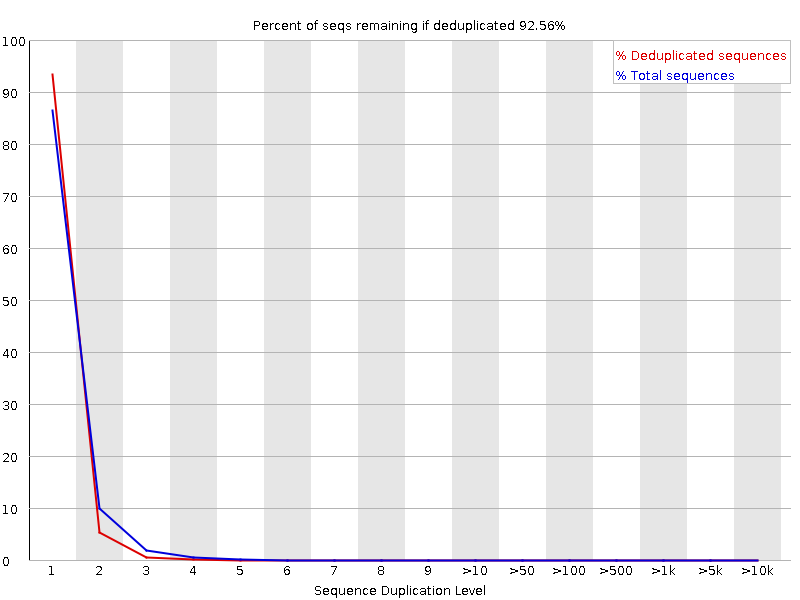 Percent of seqs remaining if deduplicated 92.56%
% Deduplicated sequences
% Total sequences
100
90
80
70
60
50
40
30
20
10
0
1 2 3 4 5 6 7 8 9 >10 >50 >100 >500 >1k >5k >10k
Sequence Duplication Level